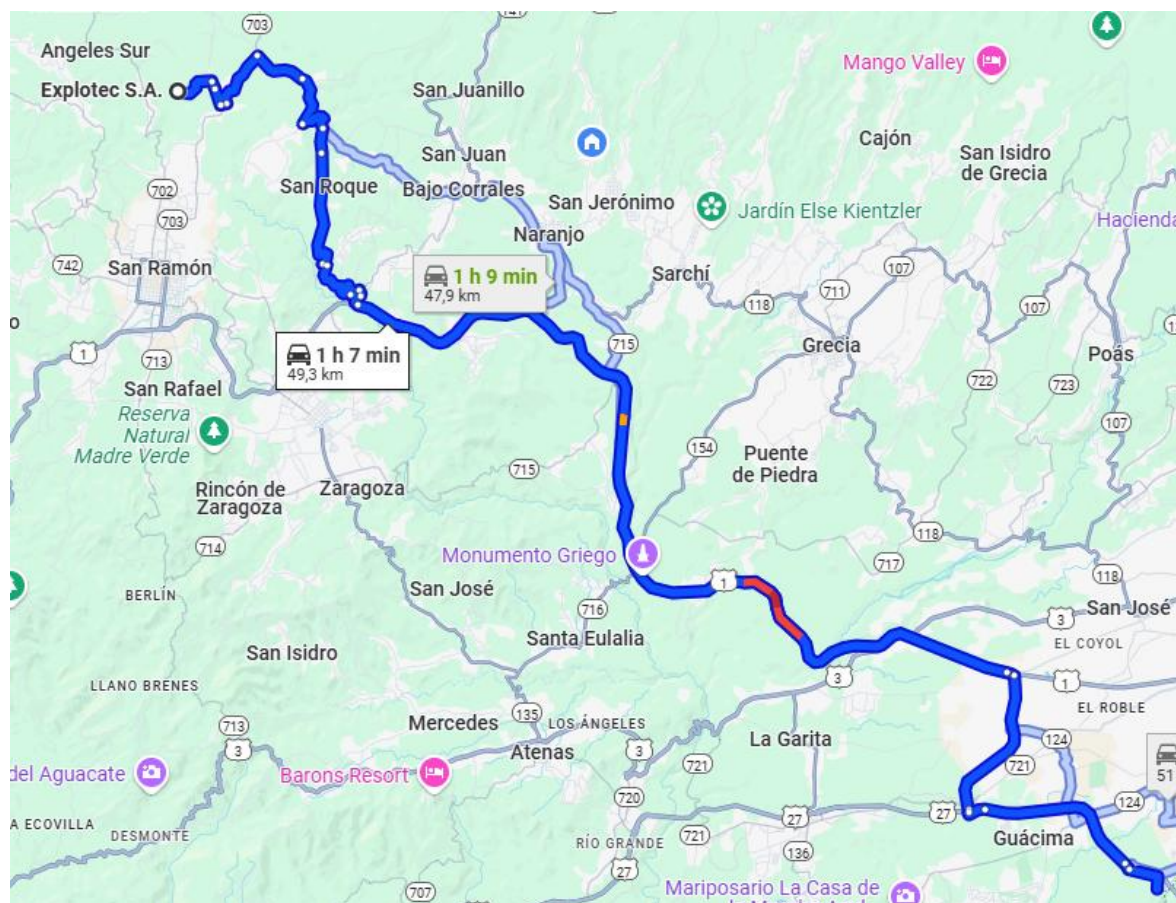 703
141
Angeles Sur
Explotec S.A.
San Juanillo
Mango Valley
Cajón
San Juan
San Isidro
de Grecia
702
703
San Roque
Bajo Corrales
San Jerónimo
Jardín Else Kientzler
Hacienda
Naranjo
742
San Ramón
1 h 9 min
47,9 km
Sarchí
107
118
711
107
1
713
1 h 7 min
49,3 km
715
Grecia
Poás
San Rafael
722
723
Reserva
Natural
Madre Verde
107
154
Puente
de Piedra
715
Rincón de
Zaragoza
Zaragoza
714
118
Monumento Griego
717
118
BERLÍN
San José
1
716
San José
Santa Eulalia
3
EL COYOL
San Isidro
3
1
LLANO BRENES
EL ROBLE
713
Mercedes
135
LOS ÁNGELES
La Garita
124
3
Atenas
3
51
del Aguacate
Barons Resort
721
721
720
124
A ECOVILLA
DESMONTE
27
27
RÍO GRANDE
721
136
Guácima
27
707
Mariposario La Casa de